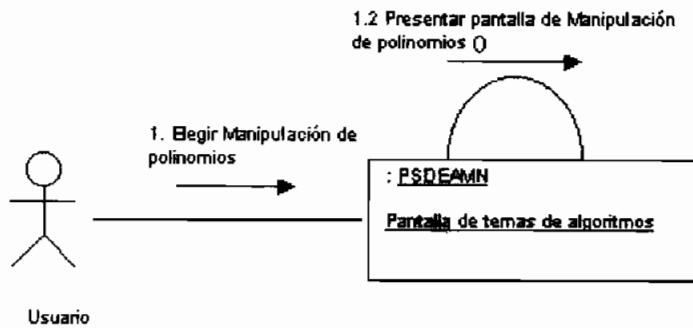 1.2 Presentar pantalla de Manipulación
de polinomios ()
1. Elegir Manipulación de
polinomios
: PSDEAMN
Pantalla de temas de algoritmos
Usuario